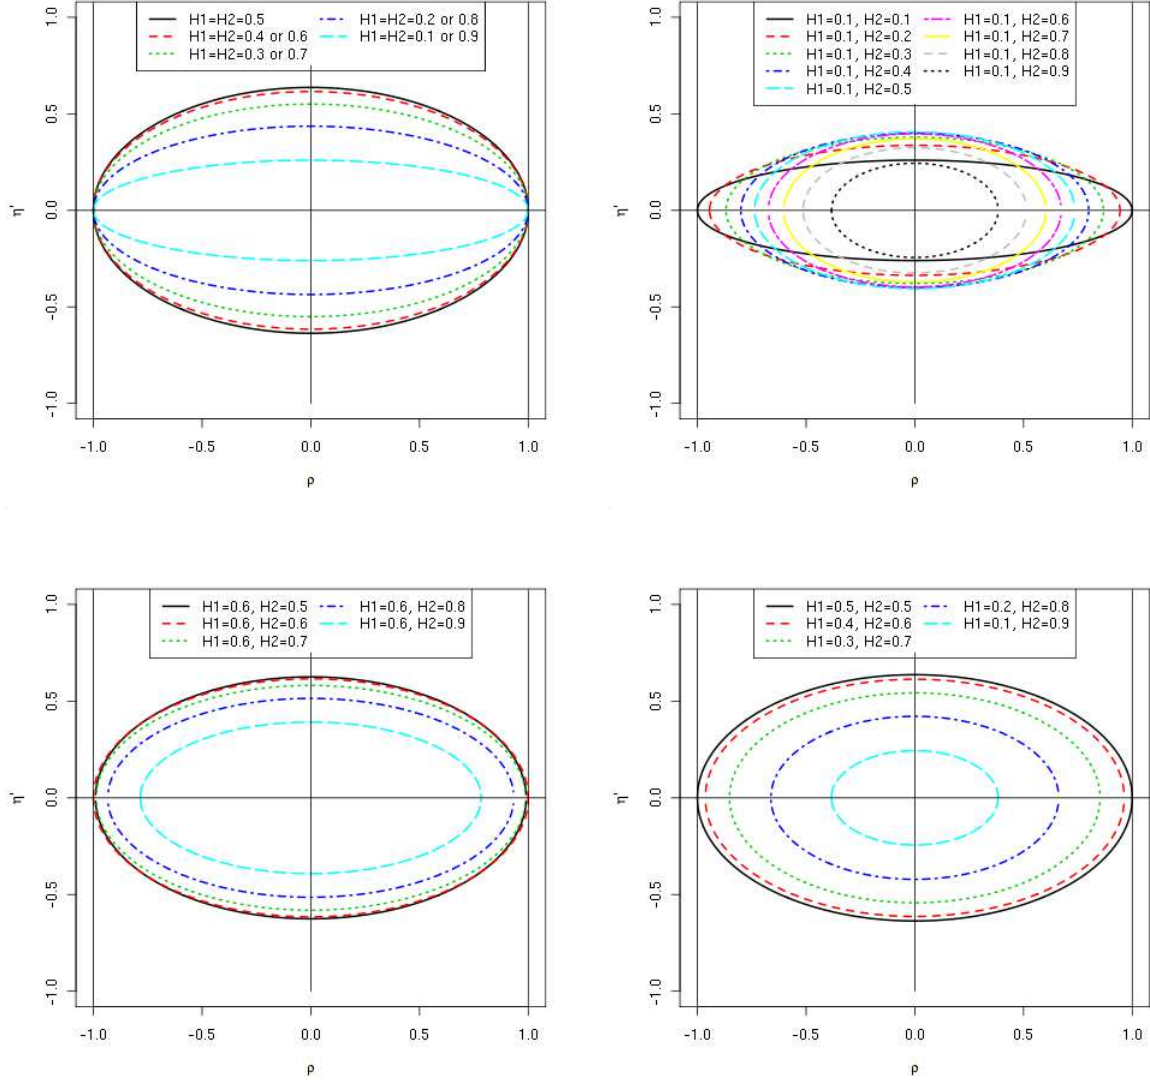 H1=H2=0.5
H1=H2=0.4 or 0.6
H1=H2=0.3 or 0.7
H1=H2=0.2 or 0.8
H1=H2=0.1 or 0.9
1.0
0.5
0.0
-0.5
-1.0
η'
-1.0 -0.5 0.0 0.5 1.0
ρ
H1=0.1, H2=0.1
H1=0.1, H2=0.2
H1=0.1, H2=0.3
H1=0.1, H2=0.4
H1=0.1, H2=0.5
H1=0.1, H2=0.6
H1=0.1, H2=0.7
H1=0.1, H2=0.8
H1=0.1, H2=0.9
1.0
0.5
0.0
-0.5
-1.0
η'
-1.0 -0.5 0.0 0.5 1.0
ρ
H1=0.6, H2=0.5
H1=0.6, H2=0.6
H1=0.6, H2=0.7
H1=0.6, H2=0.8
H1=0.6, H2=0.9
1.0
0.5
0.0
-0.5
-1.0
η'
-1.0 -0.5 0.0 0.5 1.0
ρ
H1=0.5, H2=0.5
H1=0.4, H2=0.6
H1=0.3, H2=0.7
H1=0.2, H2=0.8
H1=0.1, H2=0.9
1.0
0.5
0.0
-0.5
-1.0
η'
-1.0 -0.5 0.0 0.5 1.0
ρ